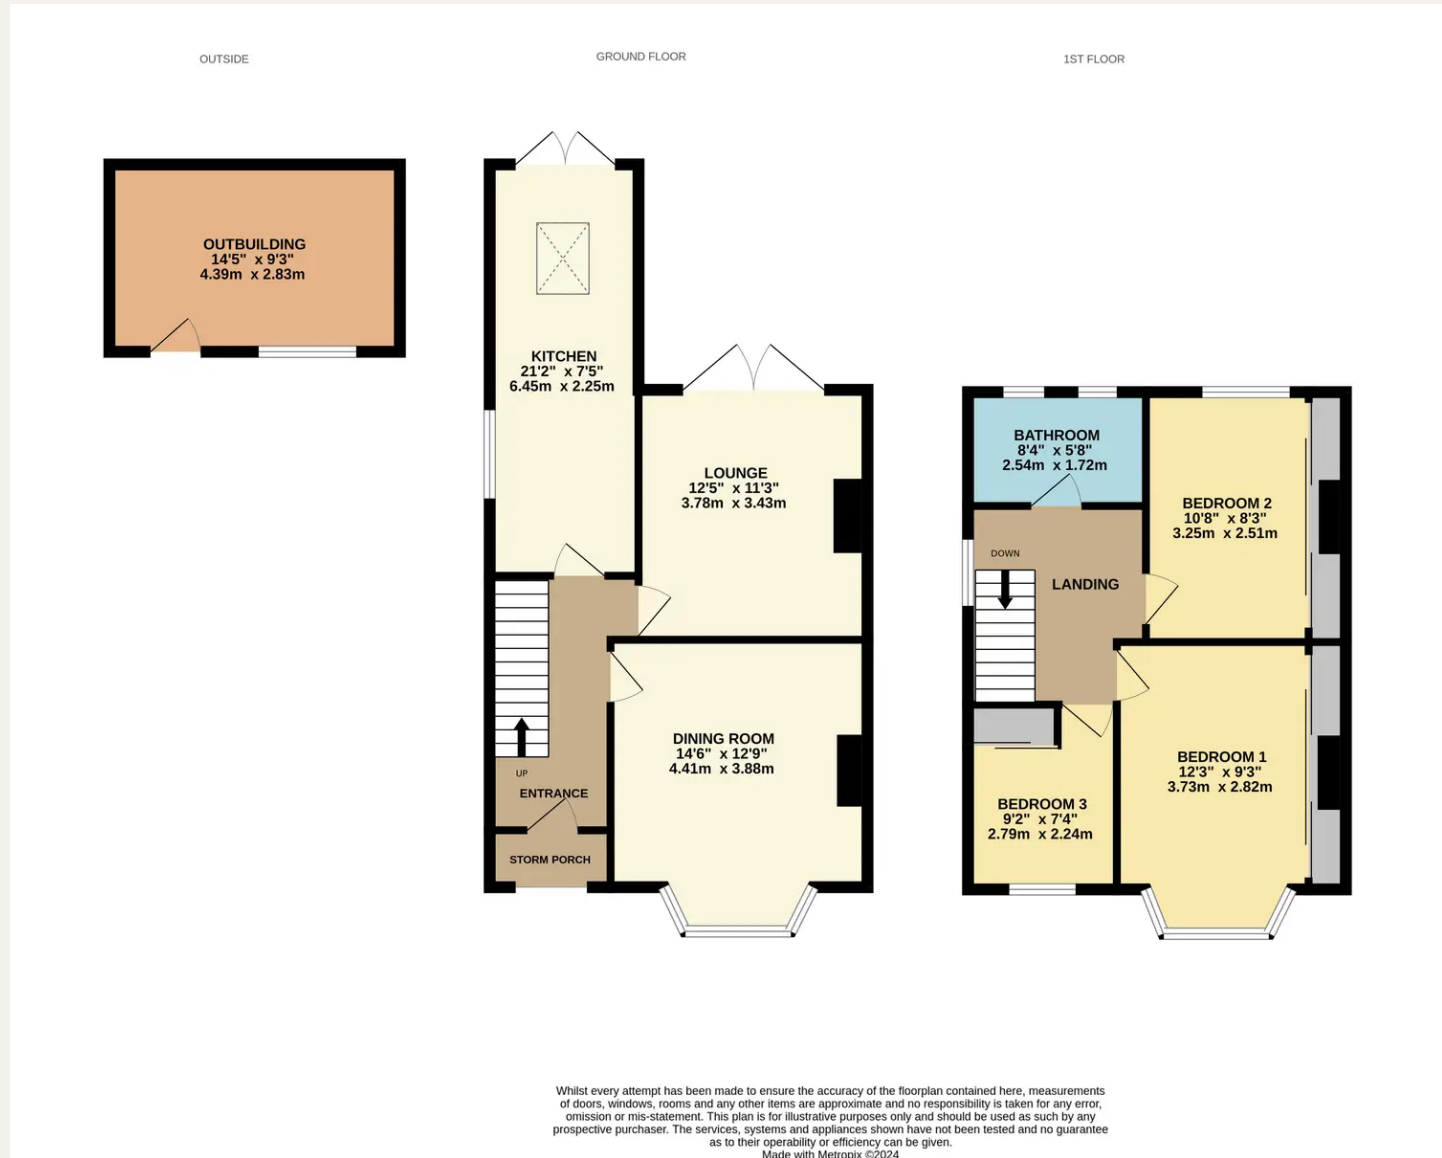 OUTSIDE
GROUND FLOOR
1ST FLOOR
OUTBUILDING
14'5" x 9'3"
4.39m x 2.83m
KITCHEN
21'2" x 7'5"
6.45m x 2.25m
LOUNGE
12'5" x 11'3"
3.78m x 3.43m
DINING ROOM
14'6" x 12'9"
4.41m x 3.88m
UP
ENTRANCE
STORM PORCH
BATHROOM
8'4" x 5'8"
2.54m x 1.72m
BEDROOM 2
10'8" x 8'3"
3.25m x 2.51m
DOWN
LANDING
BEDROOM 1
12'3" x 9'3"
3.73m x 2.82m
BEDROOM 3
9'2" x 7'4"
2.79m x 2.24m
Whilst every attempt has been made to ensure the accuracy of the floorplan contained here, measurements
of doors, windows, rooms and any other items are approximate and no responsibility is taken for any error,
omission or mis-statement. This plan is for illustrative purposes only and should be used as such by any
prospective purchaser. The services, systems and appliances shown have not been tested and no guarantee
as to their operability or efficiency can be given.
Made with Metropix ©2024